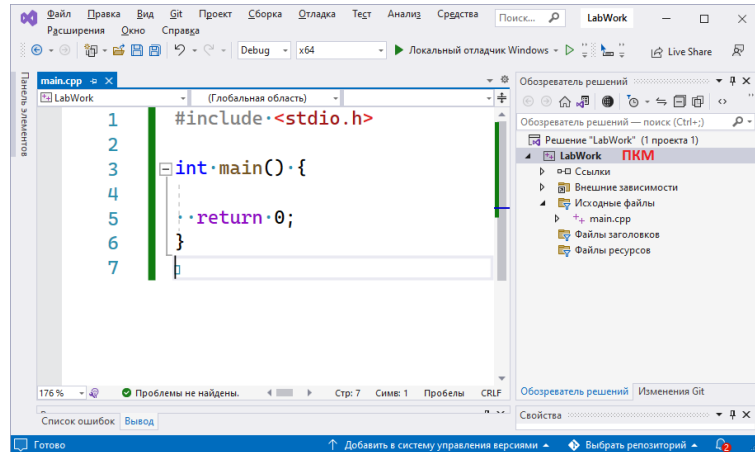 Файл Правка Вид Git Проект Сборка Отладка Тест Анализ Средства Поиск... LabWork
Расширения Окно Справка
Debug x64 Локальный отладчик Windows Live Share
Панель элементов
main.cpp
LabWork (Глобальная область)
1 #include <stdio.h>
2
3 int main() {
4
5 return 0;
6 }
7
176 % Проблемы не найдены. Стр: 7 Симв: 1 Пробелы CRLF
Список ошибок Вывод
Обозреватель решений
Обозреватель решений — поиск (Ctrl+;)
Решение "LabWork" (1 проекта 1)
LabWork ПКМ
Ссылки
Внешние зависимости
Исходные файлы
main.cpp
Файлы заголовков
Файлы ресурсов
Обозреватель решений Изменения Git
Свойства
Готово Добавить в систему управления версиями Выбрать репозиторий 2